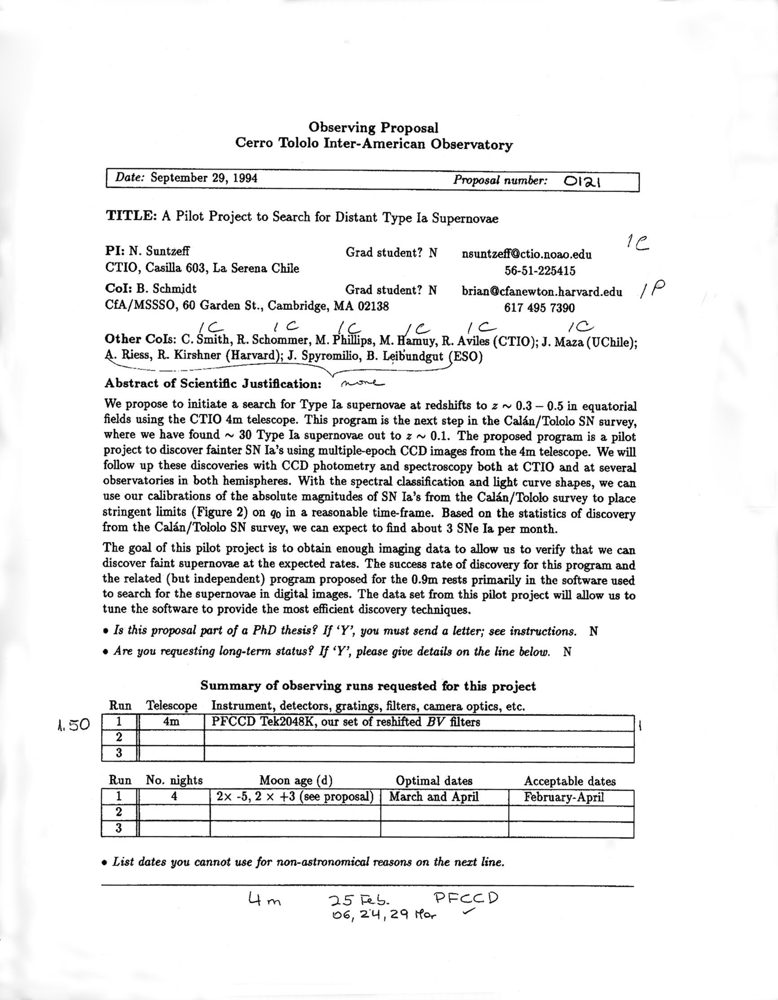 Observing Proposal
Cerro Tololo Inter-American Observatory
Date: September 29, 1994 Proposal number: 0121
TITLE: A Pilot Project to Search for Distant Type Ia Supernovae
1C
PI: N. Suntzeff Grad student? N nsuntzeff@ctio.noao.edu
CTIO, Casilla 603, La Serena Chile 56-51-225415
CoI: B. Schmidt Grad student? N brian@cfanewton.harvard.edu 1P
CfA/MSSSO, 60 Garden St., Cambridge, MA 02138 617 495 7390
1C 1C 1C 1C 1C 1C
Other CoIs: C. Smith, R. Schommer, M. Phillips, M. Hamuy, R. Aviles (CTIO); J. Maza (UChile);
A. Riess, R. Kirshner (Harvard); J. Spyromilio, B. Leibundgut (ESO)
Abstract of Scientific Justification: none
We propose to initiate a search for Type Ia supernovae at redshifts to z ~ 0.3 – 0.5 in equatorial
fields using the CTIO 4m telescope. This program is the next step in the Calán/Tololo SN survey,
where we have found ~ 30 Type Ia supernovae out to z ~ 0.1. The proposed program is a pilot
project to discover fainter SN Ia's using multiple-epoch CCD images from the 4m telescope. We will
follow up these discoveries with CCD photometry and spectroscopy both at CTIO and at several
observatories in both hemispheres. With the spectral classification and light curve shapes, we can
use our calibrations of the absolute magnitudes of SN Ia's from the Calán/Tololo survey to place
stringent limits (Figure 2) on q0 in a reasonable time-frame. Based on the statistics of discovery
from the Calán/Tololo SN survey, we can expect to find about 3 SNe Ia per month.
The goal of this pilot project is to obtain enough imaging data to allow us to verify that we can
discover faint supernovae at the expected rates. The success rate of discovery for this program and
the related (but independent) program proposed for the 0.9m rests primarily in the software used
to search for the supernovae in digital images. The data set from this pilot project will allow us to
tune the software to provide the most efficient discovery techniques.
• Is this proposal part of a PhD thesis? If 'Y', you must send a letter; see instructions. N
• Are you requesting long-term status? If 'Y', please give details on the line below. N
Summary of observing runs requested for this project
Run Telescope Instrument, detectors, gratings, filters, camera optics, etc.
1.50 1 4m PFCCD Tek2048K, our set of reshifted BV filters 1
2
3
Run No. nights Moon age (d) Optimal dates Acceptable dates
1 4 2× -5, 2 × +3 (see proposal) March and April February-April
2
3
• List dates you cannot use for non-astronomical reasons on the next line.
4m 25 Feb. PFCCD
06, 24, 29 Mar ✓